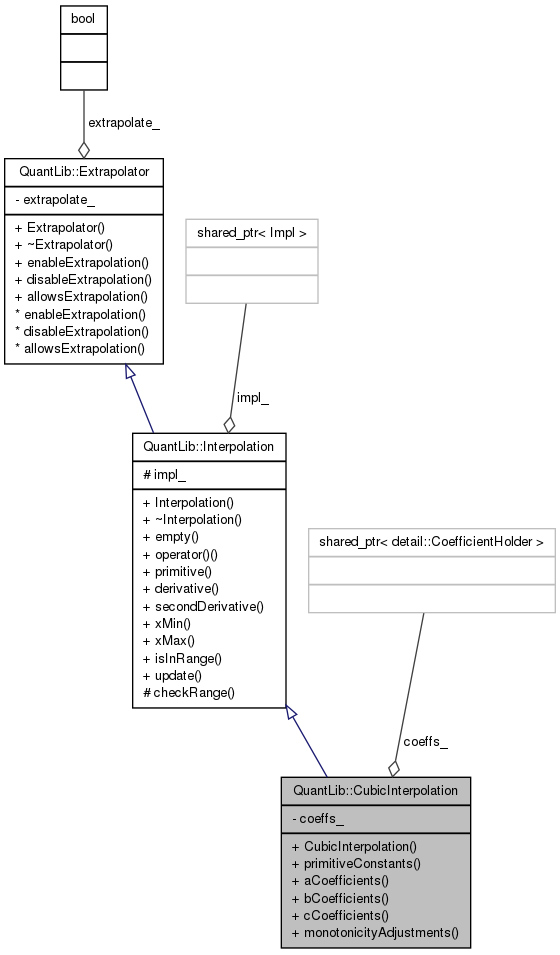 bool
extrapolate_
QuantLib::Extrapolator
- extrapolate_
+ Extrapolator()
+ ~Extrapolator()
+ enableExtrapolation()
+ disableExtrapolation()
+ allowsExtrapolation()
* enableExtrapolation()
* disableExtrapolation()
* allowsExtrapolation()
shared_ptr< Impl >
impl_
QuantLib::Interpolation
# impl_
+ Interpolation()
+ ~Interpolation()
+ empty()
+ operator()()
+ primitive()
+ derivative()
+ secondDerivative()
+ xMin()
+ xMax()
+ isInRange()
+ update()
# checkRange()
shared_ptr< detail::CoefficientHolder >
coeffs_
QuantLib::CubicInterpolation
- coeffs_
+ CubicInterpolation()
+ primitiveConstants()
+ aCoefficients()
+ bCoefficients()
+ cCoefficients()
+ monotonicityAdjustments()